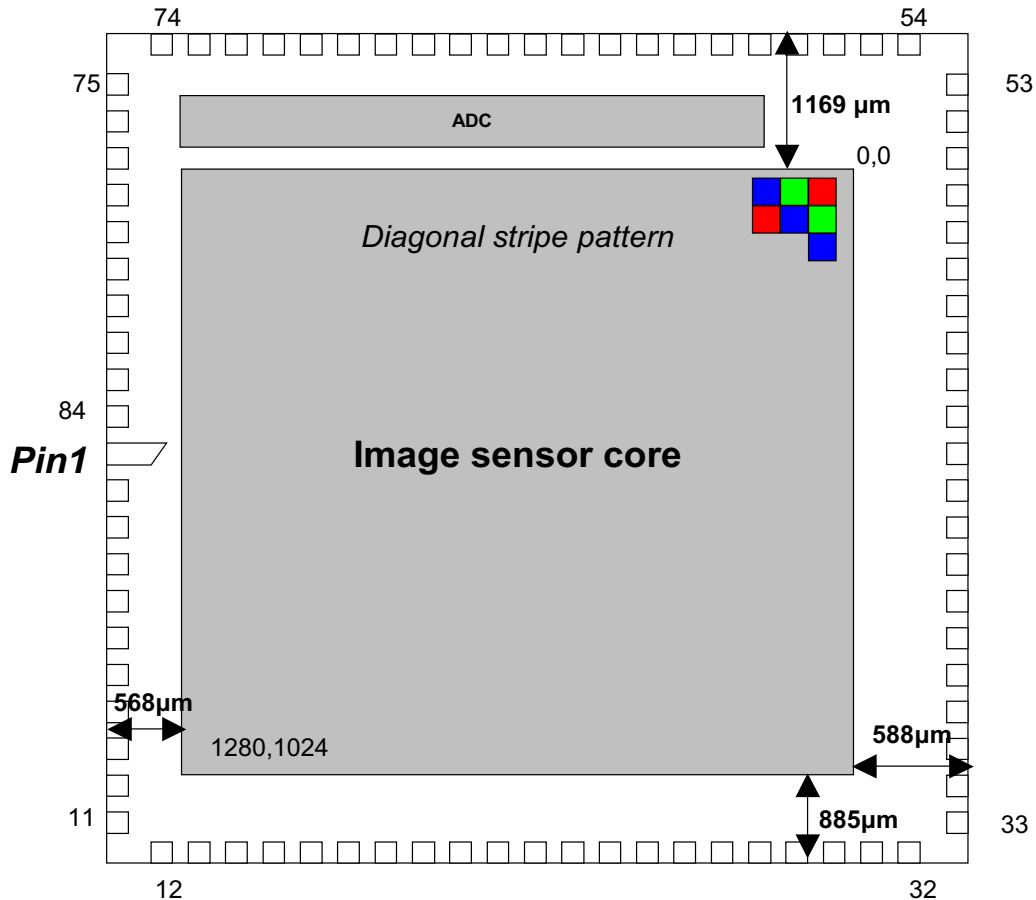 74
54
75
53
1169 µm
ADC
0,0
Diagonal stripe pattern
84
Pin1
Image sensor core
568µm
588µm
1280,1024
11
885µm
33
12
32